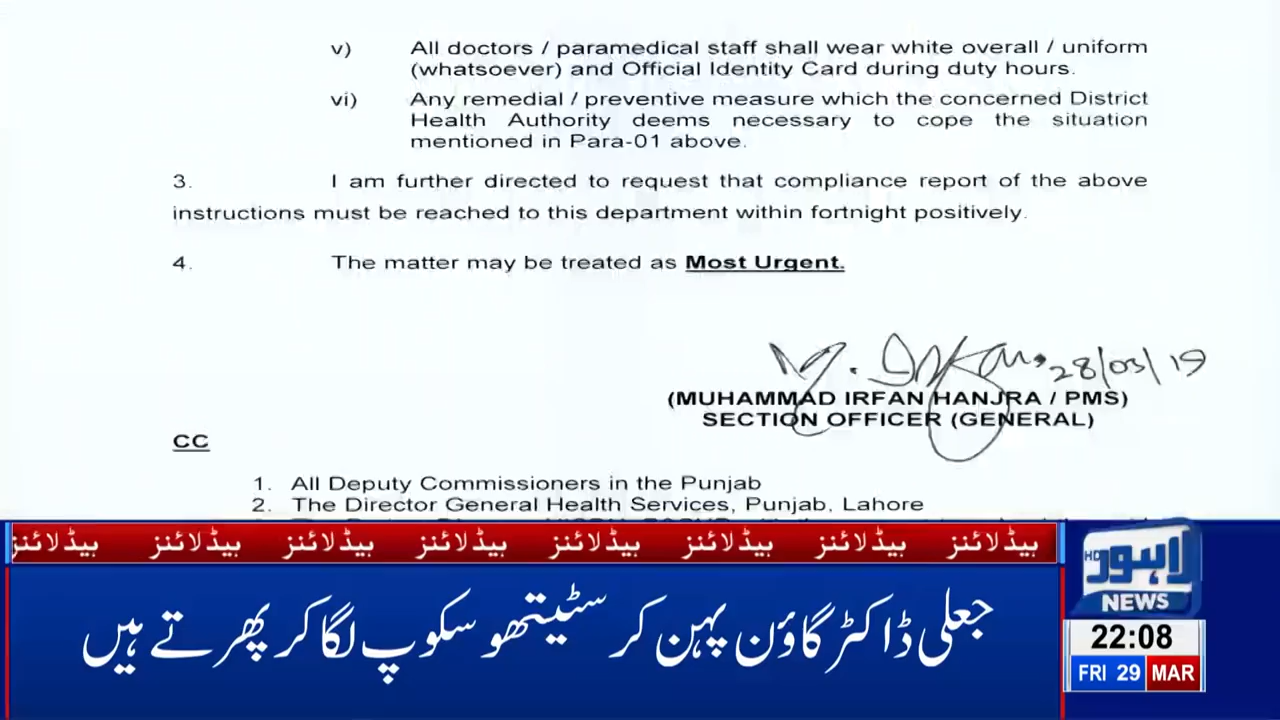 v) All doctors / paramedical staff shall wear white overall / uniform
(whatsoever) and Official Identity Card during duty hours.
vi) Any remedial / preventive measure which the concerned District
Health Authority deems necessary to cope the situation
mentioned in Para-01 above.
3. I am further directed to request that compliance report of the above
instructions must be reached to this department within fortnight positively.
4. The matter may be treated as Most Urgent.
M. Irfan 28/03/19
(MUHAMMAD IRFAN HANJRA / PMS)
SECTION OFFICER (GENERAL)
CC
1. All Deputy Commissioners in the Punjab
2. The Director General Health Services, Punjab, Lahore
ہیڈلائنز ہیڈلائنز ہیڈلائنز ہیڈلائنز ہیڈلائنز ہیڈلائنز ہیڈلائنز ہیڈلائنز
جعلی ڈاکٹر گاؤن پہن کر سٹیتھو سکوپ لگا کر پھرتے ہیں
لاہور HD
NEWS
22:08
FRI 29 MAR